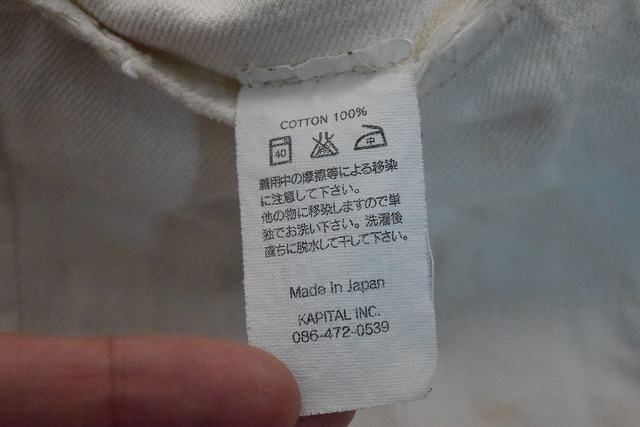 COTTON 100%
40 中
着用中の摩擦等による移染
に注意して下さい。
他の物に移染しますので単
独でお洗い下さい。洗濯後
直ちに脱水して干して下さい。
Made in Japan
KAPITAL INC.
086-472-0539